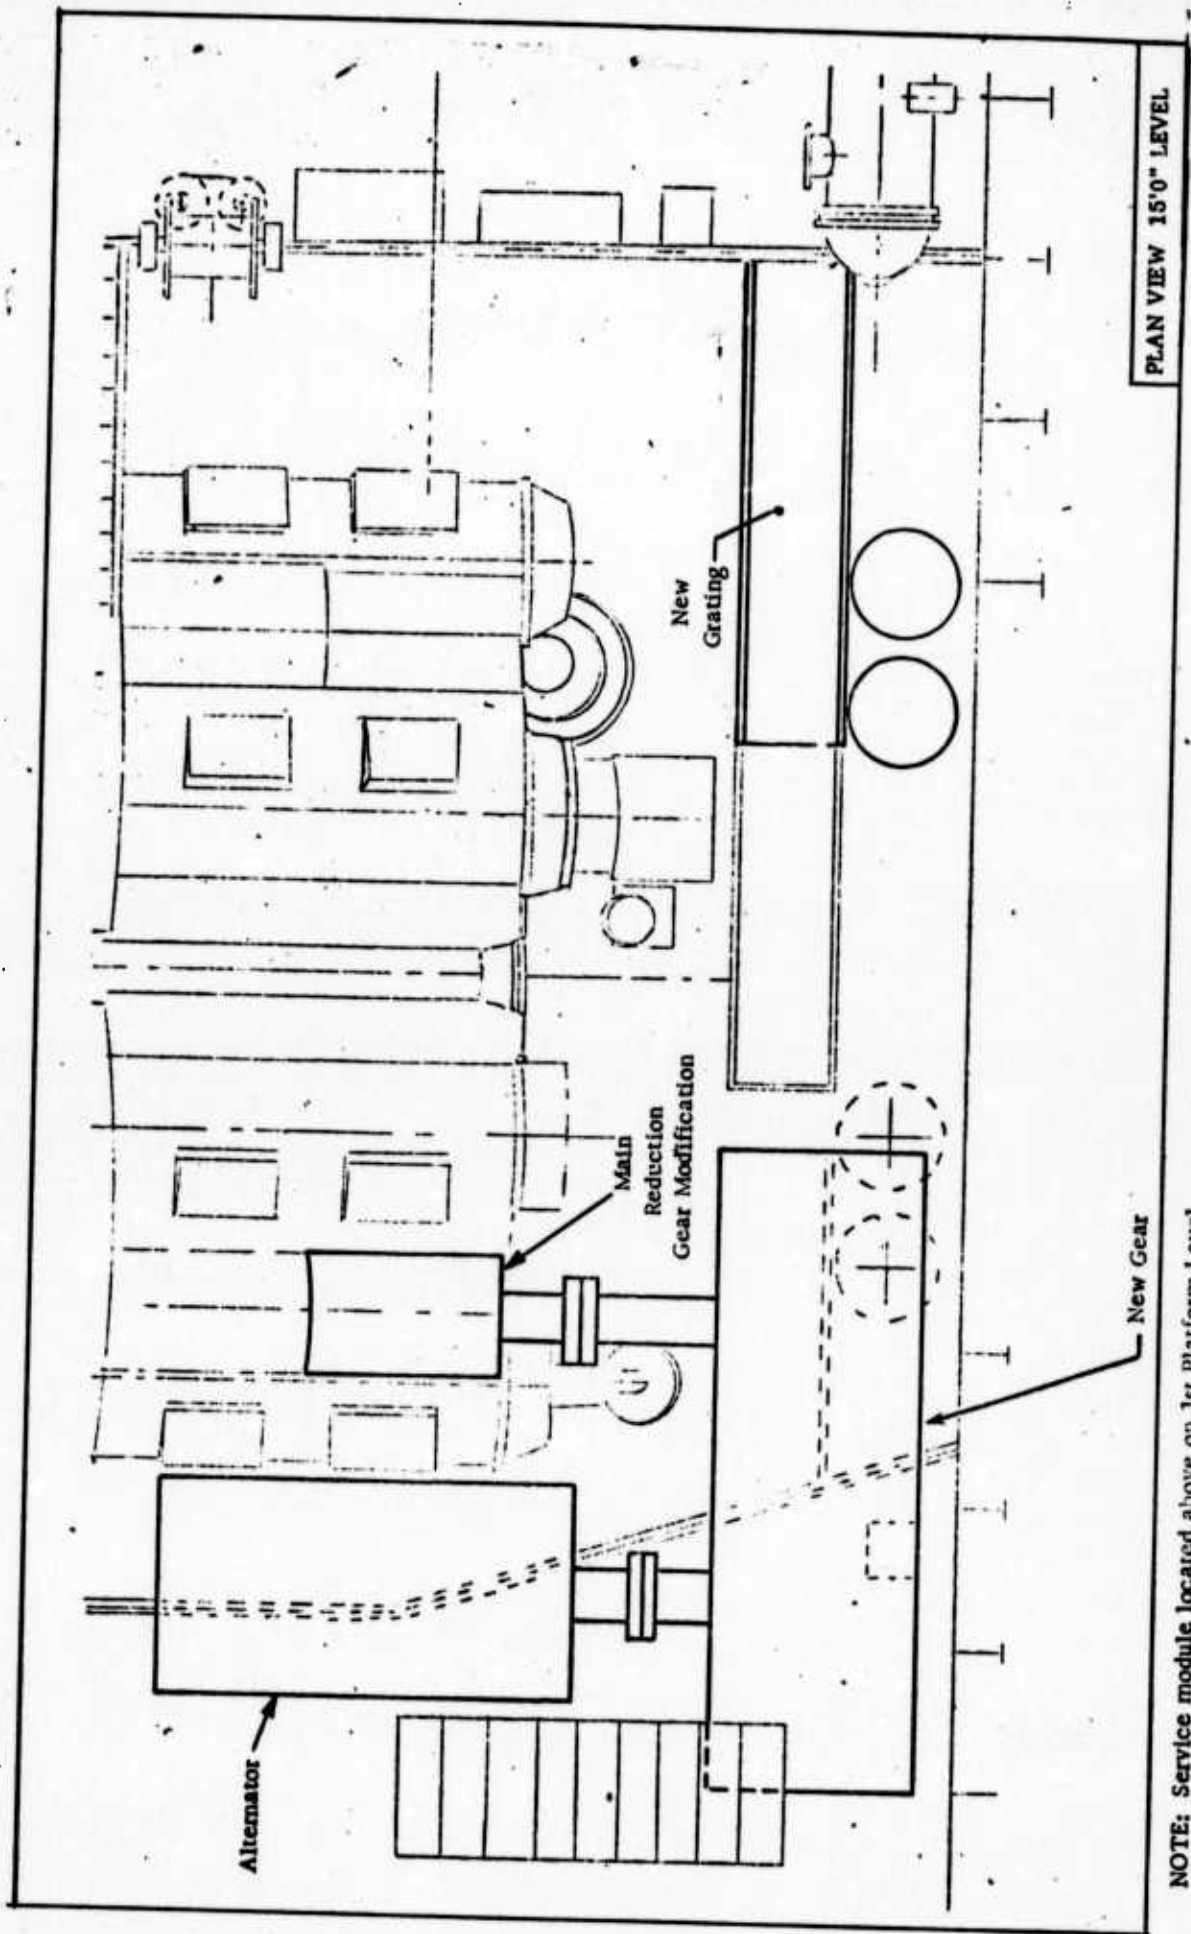 PLAN VIEW 15'0" LEVEL
New
Grating
Main
Reduction
Gear Modification
Alternator
New Gear
NOTE: Service module located above on 1st Platform Level